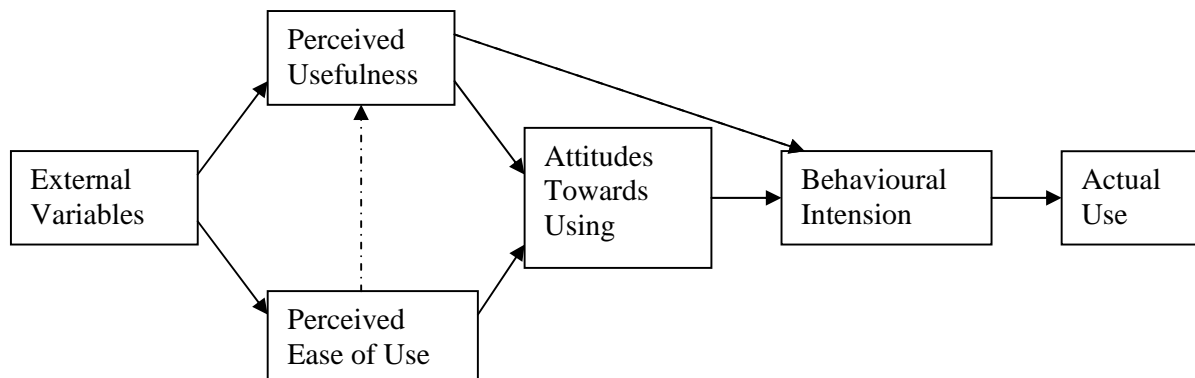 Perceived
Usefulness
External
Variables
Attitudes
Towards
Using
Behavioural
Intension
Actual
Use
Perceived
Ease of Use